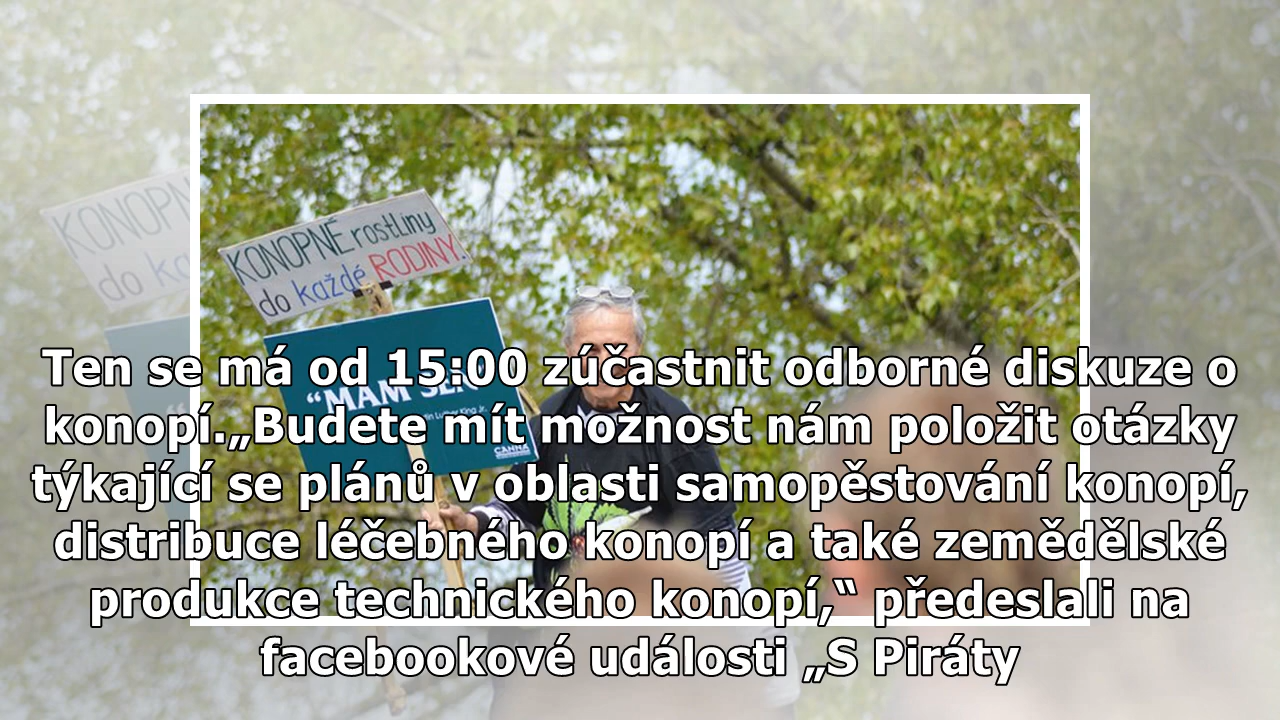 KONOPNÉ rostliny
do každé RODINY.
"MÁM
CANNA
Ten se má od 15:00 zúčastnit odborné diskuze o
konopí.„Budete mít možnost nám položit otázky
týkající se plánů v oblasti samopěstování konopí,
distribuce léčebného konopí a také zemědělské
produkce technického konopí,“ předeslali na
facebookové události „S Piráty